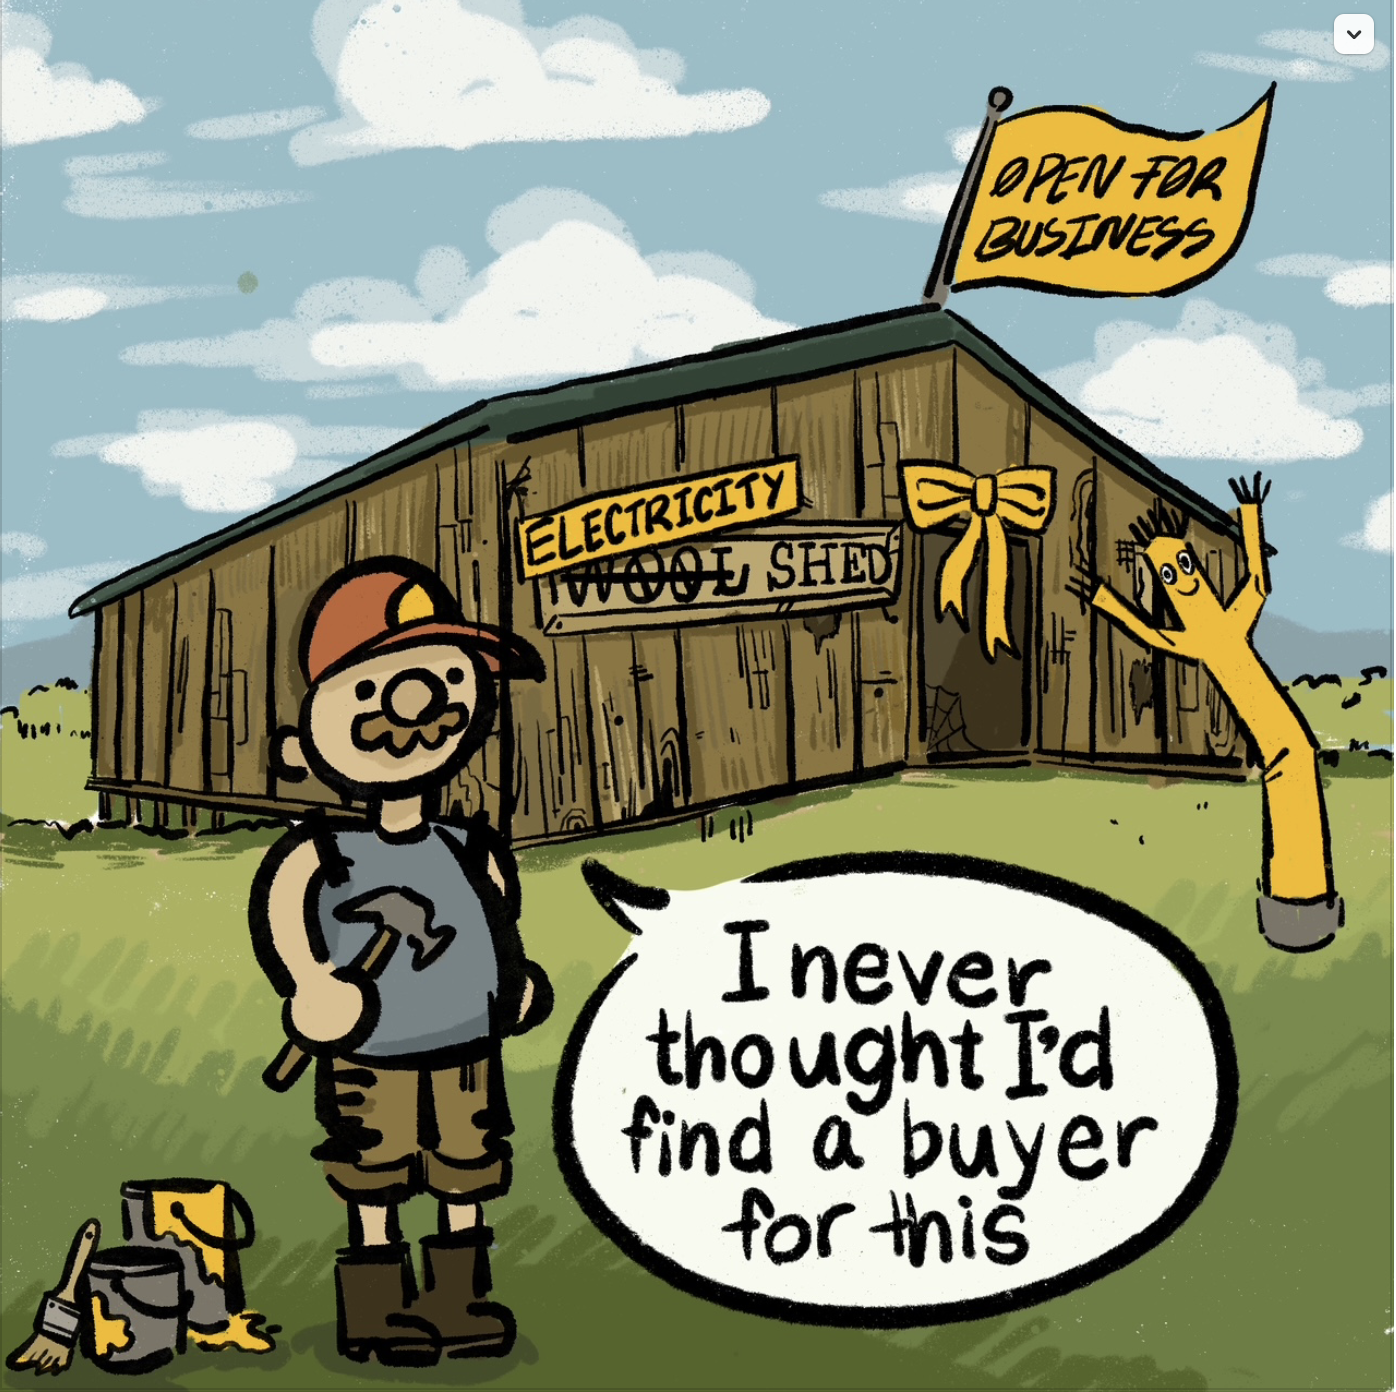 OPEN FOR
BUSINESS
ELECTRICITY
WOOL SHED
I never
thought I'd
find a buyer
for this